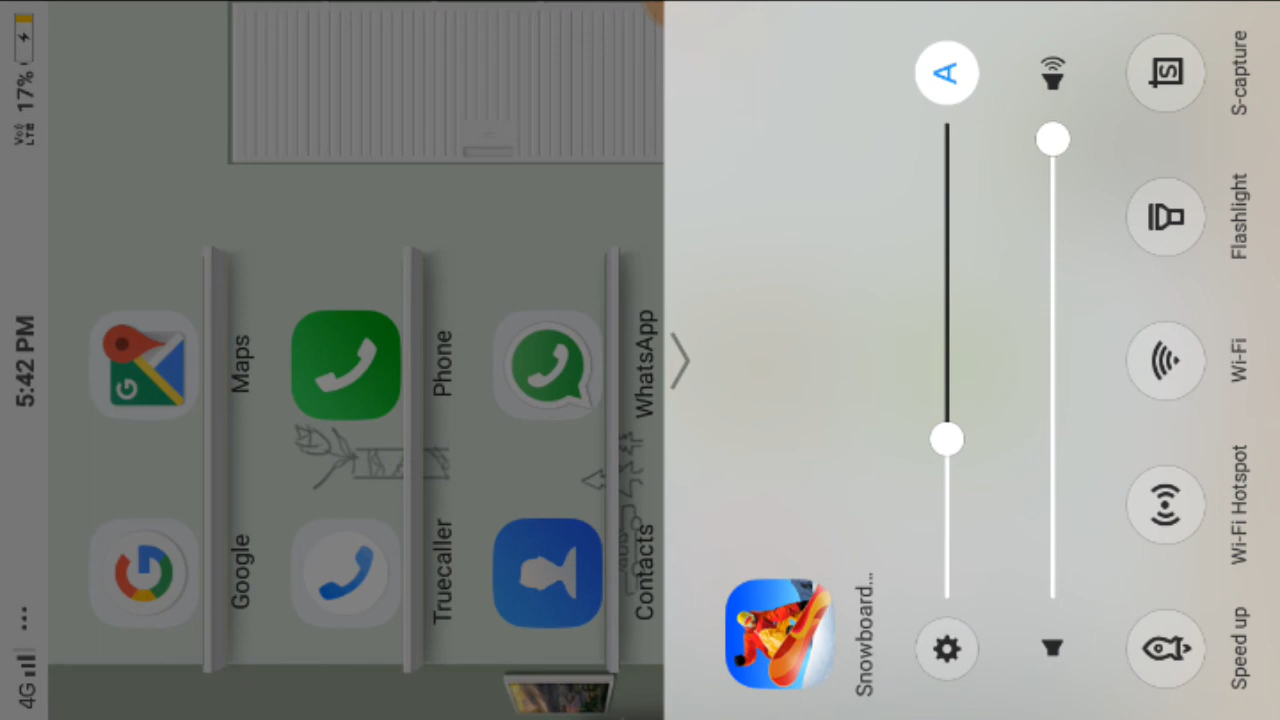 4G 5:42 PM VoLTE 17%
Google Maps
Truecaller Phone
Contacts WhatsApp
Snowboard...
A
Speed up Wi-Fi Hotspot Wi-Fi Flashlight S-capture